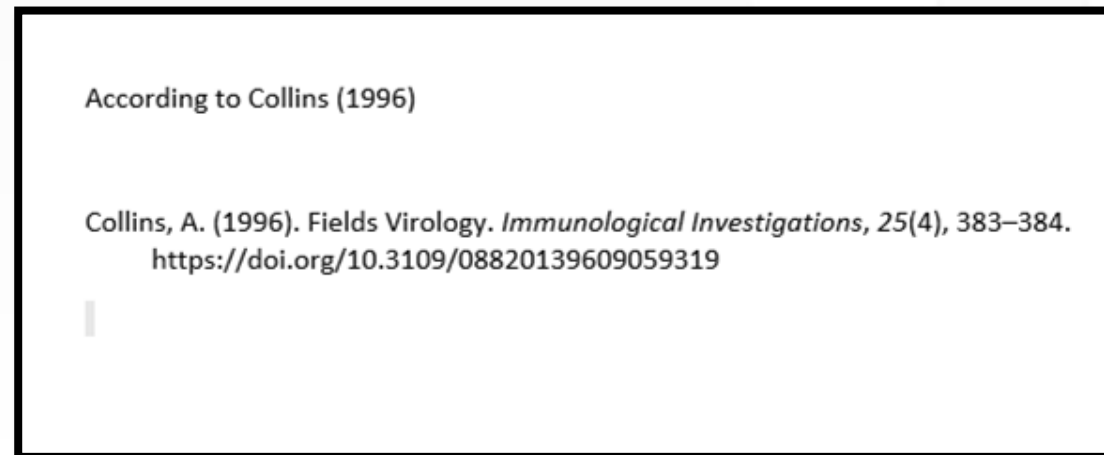 According to Collins (1996)
Collins, A. (1996). Fields Virology. Immunological Investigations, 25(4), 383–384.
https://doi.org/10.3109/08820139609059319